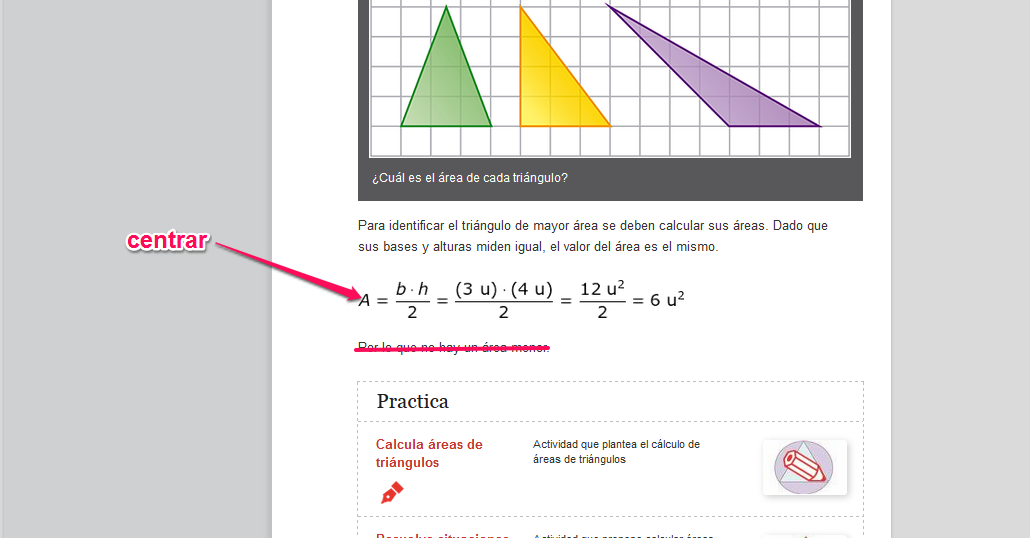 ¿Cuál es el área de cada triángulo?
Para identificar el triángulo de mayor área se deben calcular sus áreas. Dado que
sus bases y alturas miden igual, el valor del área es el mismo.
centrar
A = b · h / 2 = (3 u) · (4 u) / 2 = 12 u² / 2 = 6 u²
Por lo que no hay un área menor.
Practica
Calcula áreas de
triángulos
Actividad que plantea el cálculo de
áreas de triángulos